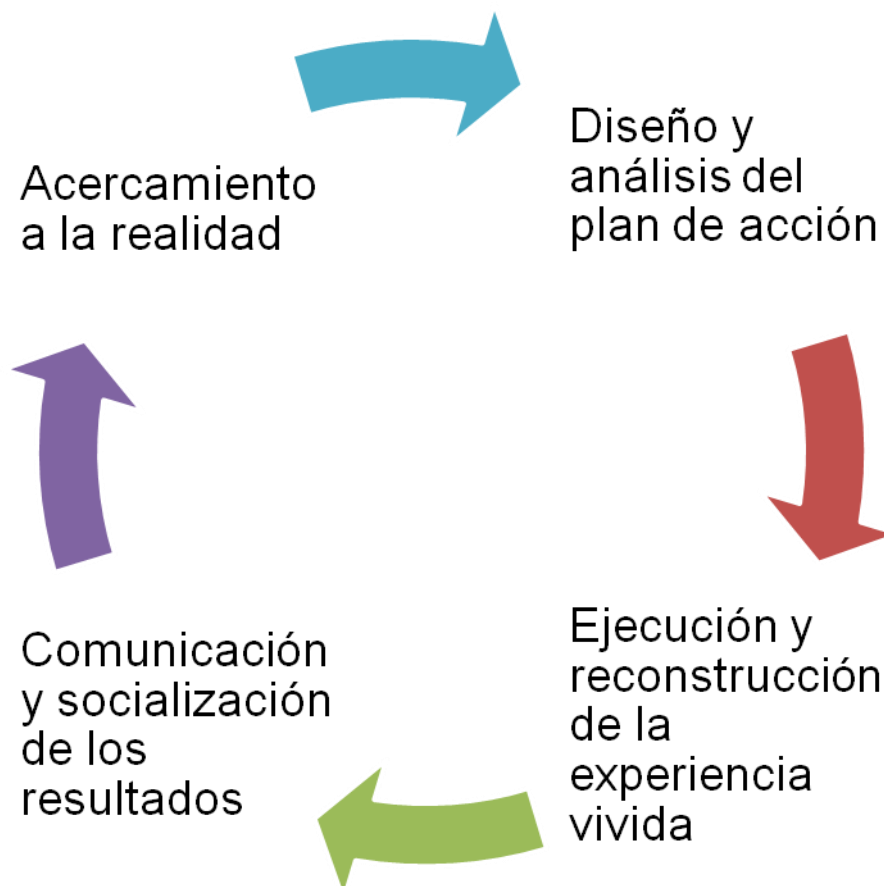 Acercamiento
a la realidad
Diseño y
análisis del
plan de acción
Ejecución y
reconstrucción
de la
experiencia
vivida
Comunicación
y socialización
de los
resultados